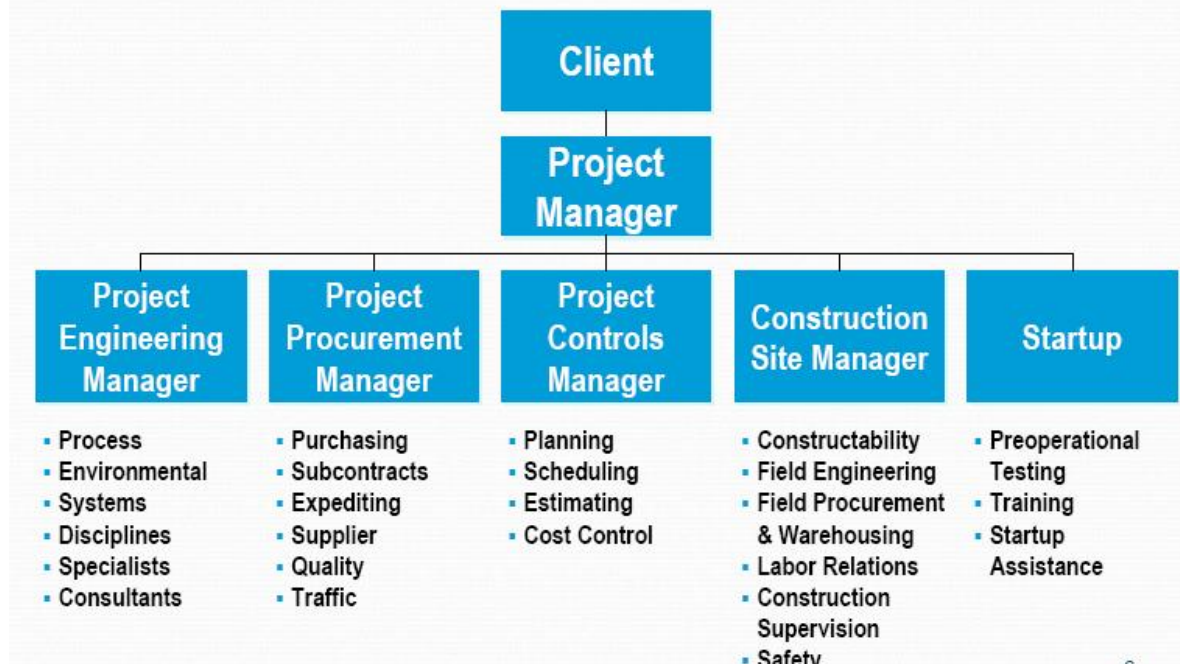 Client
Project
Manager
Project
Engineering
Manager
Project
Procurement
Manager
Project
Controls
Manager
Construction
Site Manager
Startup
▪ Process
▪ Environmental
▪ Systems
▪ Disciplines
▪ Specialists
▪ Consultants
▪ Purchasing
▪ Subcontracts
▪ Expediting
▪ Supplier
▪ Quality
▪ Traffic
▪ Planning
▪ Scheduling
▪ Estimating
▪ Cost Control
▪ Constructability
▪ Field Engineering
▪ Field Procurement
& Warehousing
▪ Labor Relations
▪ Construction
Supervision
▪ Safety
▪ Preoperational
Testing
▪ Training
▪ Startup
Assistance